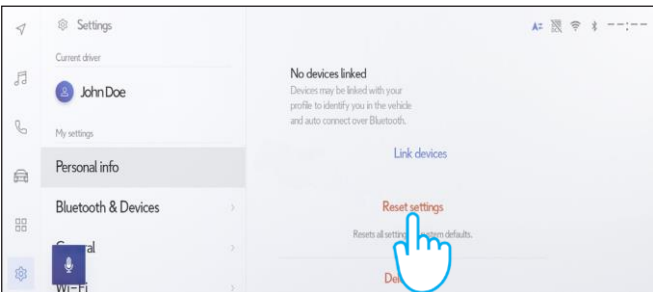 Settings
Current driver
John Doe
My settings
Personal info
Bluetooth & Devices
Wi-Fi
A
--:--
No devices linked
Devices may be linked with your
profile to identify you in the vehicle
and auto connect over Bluetooth.
Link devices
Reset settings
Resets all defaults.